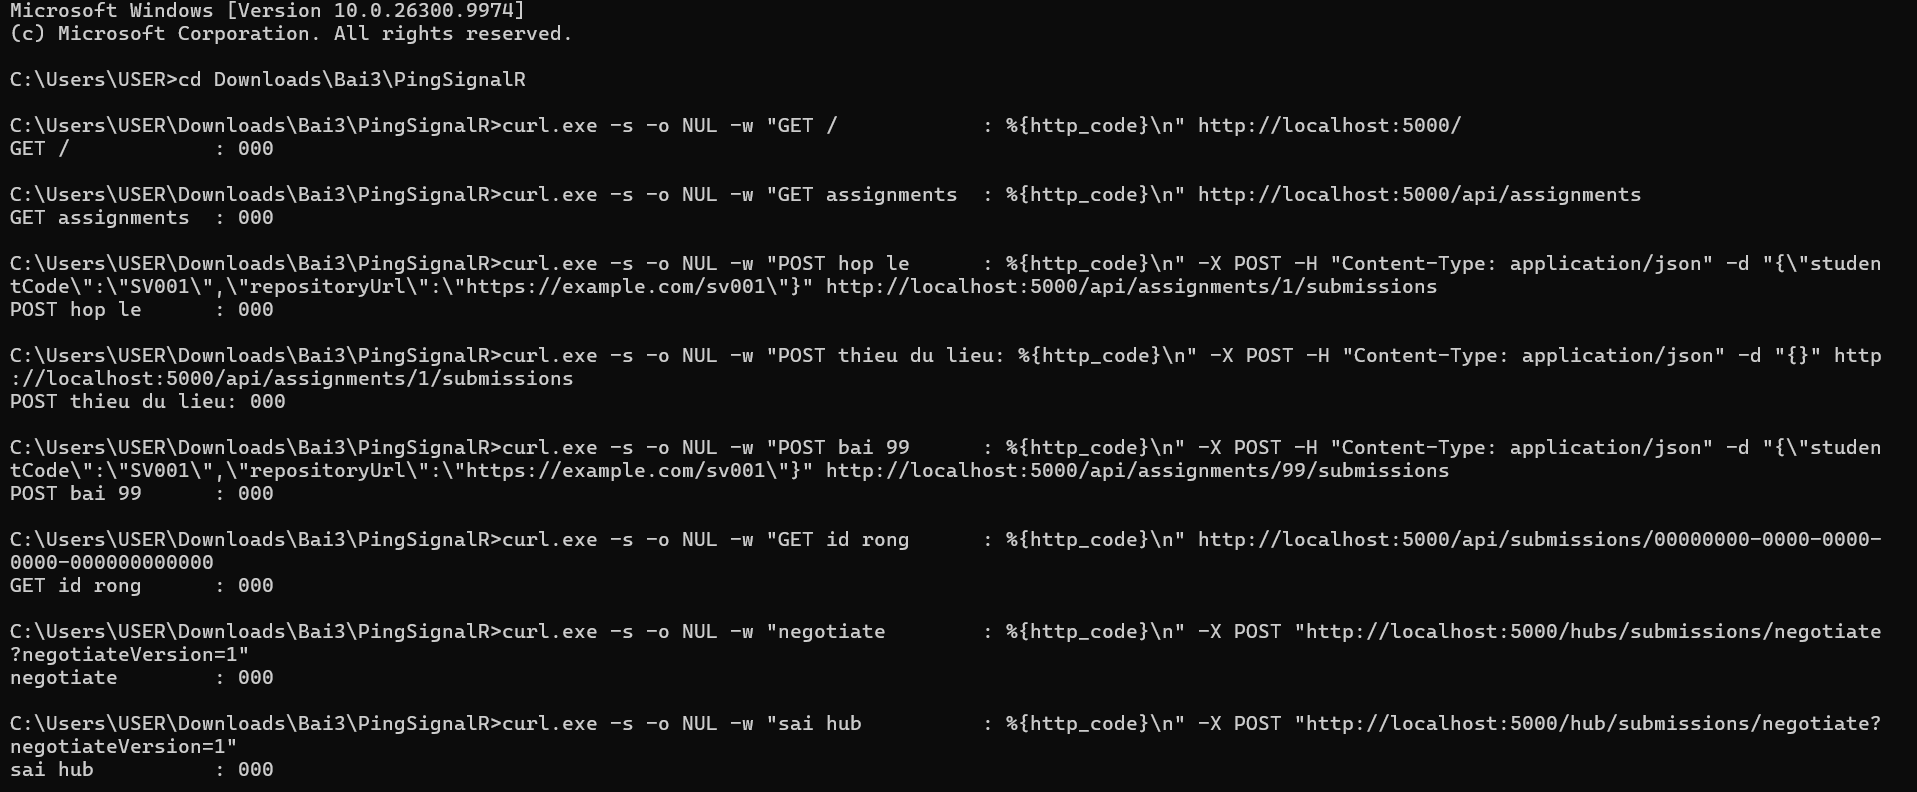 Microsoft Windows [Version 10.0.26300.9974]
(c) Microsoft Corporation. All rights reserved.
C:\Users\USER>cd Downloads\Bai3\PingSignalR
C:\Users\USER\Downloads\Bai3\PingSignalR>curl.exe -s -o NUL -w "GET /            : %{http_code}\n" http://localhost:5000/
GET /            : 000
C:\Users\USER\Downloads\Bai3\PingSignalR>curl.exe -s -o NUL -w "GET assignments  : %{http_code}\n" http://localhost:5000/api/assignments
GET assignments  : 000
C:\Users\USER\Downloads\Bai3\PingSignalR>curl.exe -s -o NUL -w "POST hop le      : %{http_code}\n" -X POST -H "Content-Type: application/json" -d "{\"studen
tCode\":\"SV001\",\"repositoryUrl\":\"https://example.com/sv001\"}" http://localhost:5000/api/assignments/1/submissions
POST hop le      : 000
C:\Users\USER\Downloads\Bai3\PingSignalR>curl.exe -s -o NUL -w "POST thieu du lieu: %{http_code}\n" -X POST -H "Content-Type: application/json" -d "{}" http
://localhost:5000/api/assignments/1/submissions
POST thieu du lieu: 000
C:\Users\USER\Downloads\Bai3\PingSignalR>curl.exe -s -o NUL -w "POST bai 99      : %{http_code}\n" -X POST -H "Content-Type: application/json" -d "{\"studen
tCode\":\"SV001\",\"repositoryUrl\":\"https://example.com/sv001\"}" http://localhost:5000/api/assignments/99/submissions
POST bai 99      : 000
C:\Users\USER\Downloads\Bai3\PingSignalR>curl.exe -s -o NUL -w "GET id rong      : %{http_code}\n" http://localhost:5000/api/submissions/00000000-0000-0000-
0000-000000000000
GET id rong      : 000
C:\Users\USER\Downloads\Bai3\PingSignalR>curl.exe -s -o NUL -w "negotiate        : %{http_code}\n" -X POST "http://localhost:5000/hubs/submissions/negotiate
?negotiateVersion=1"
negotiate        : 000
C:\Users\USER\Downloads\Bai3\PingSignalR>curl.exe -s -o NUL -w "sai hub          : %{http_code}\n" -X POST "http://localhost:5000/hub/submissions/negotiate?
negotiateVersion=1"
sai hub          : 000